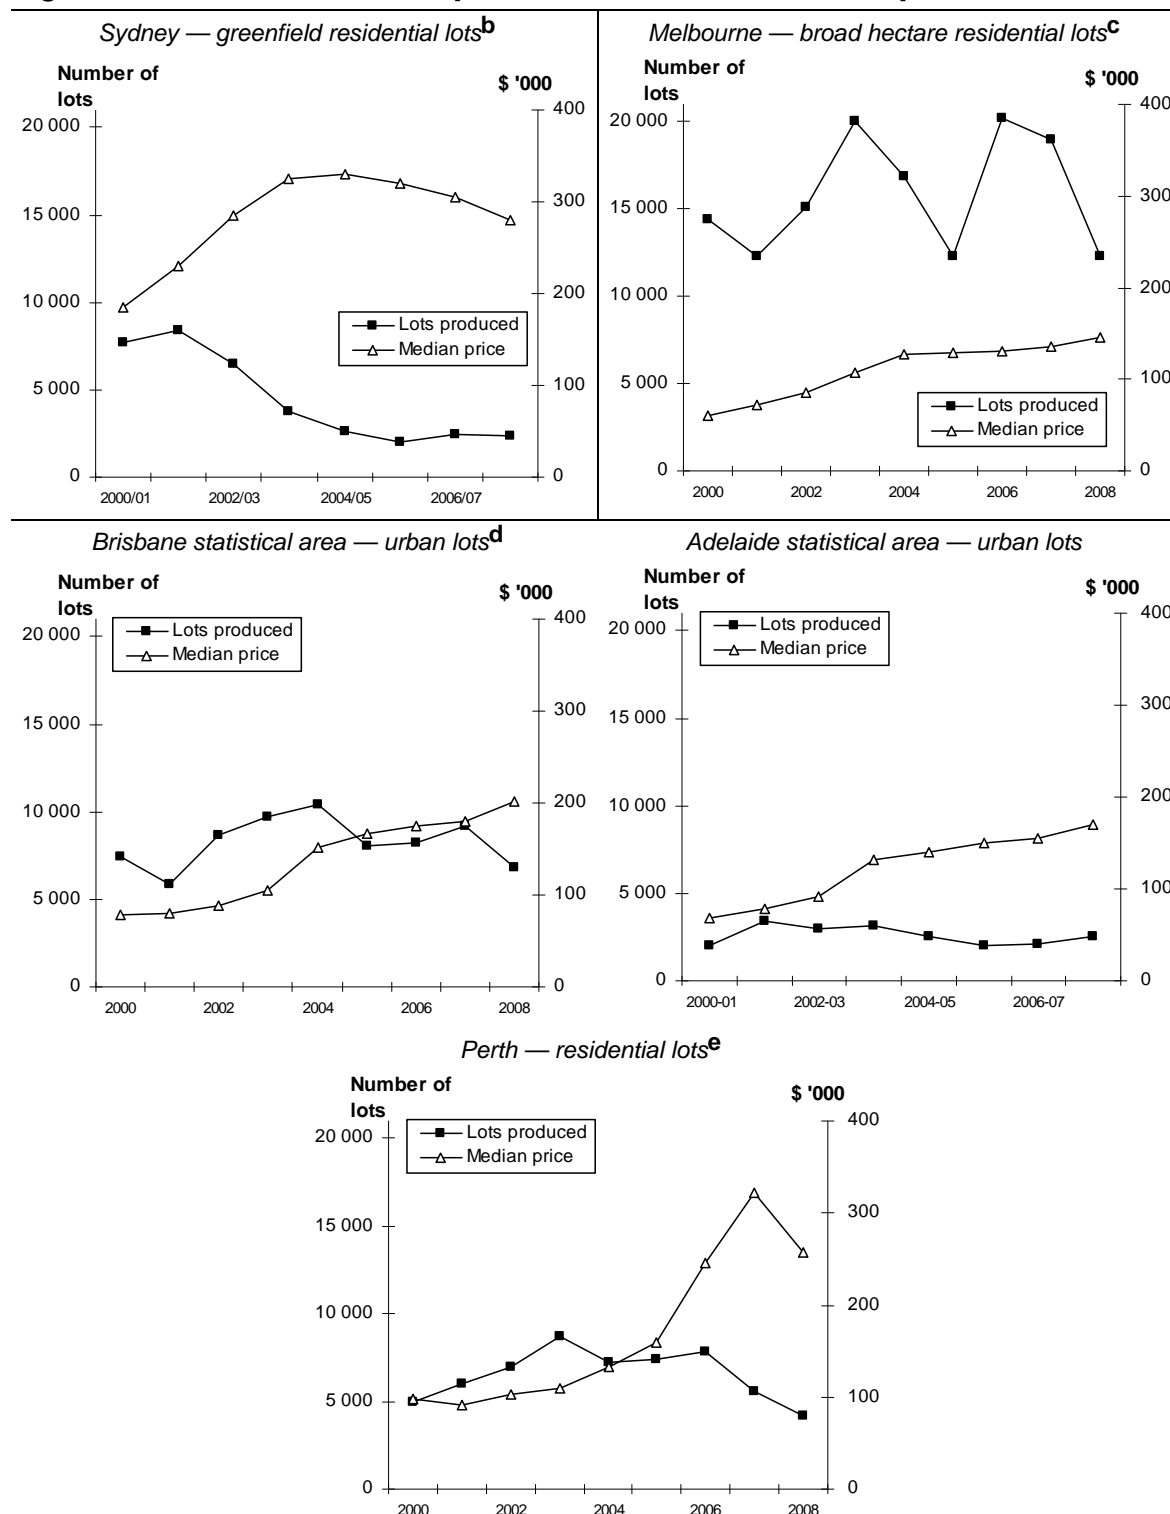 Sydney — greenfield residential lotsb
Number of
lots
$ '000
20 000
15 000
10 000
5 000
0
400
300
200
100
0
Lots produced
Median price
2000/01 2002/03 2004/05 2006/07
Melbourne — broad hectare residential lotsc
Number of
lots
$ '000
20 000
15 000
10 000
5 000
0
400
300
200
100
0
Lots produced
Median price
2000 2002 2004 2006 2008
Brisbane statistical area — urban lotsd
Number of
lots
$ '000
20 000
15 000
10 000
5 000
0
400
300
200
100
0
Lots produced
Median price
2000 2002 2004 2006 2008
Adelaide statistical area — urban lots
Number of
lots
$ '000
20 000
15 000
10 000
5 000
0
400
300
200
100
0
Lots produced
Median price
2000-01 2002-03 2004-05 2006-07
Perth — residential lotse
Number of
lots
$ '000
20 000
15 000
10 000
5 000
0
400
300
200
100
0
Lots produced
Median price
2000 2002 2004 2006 2008